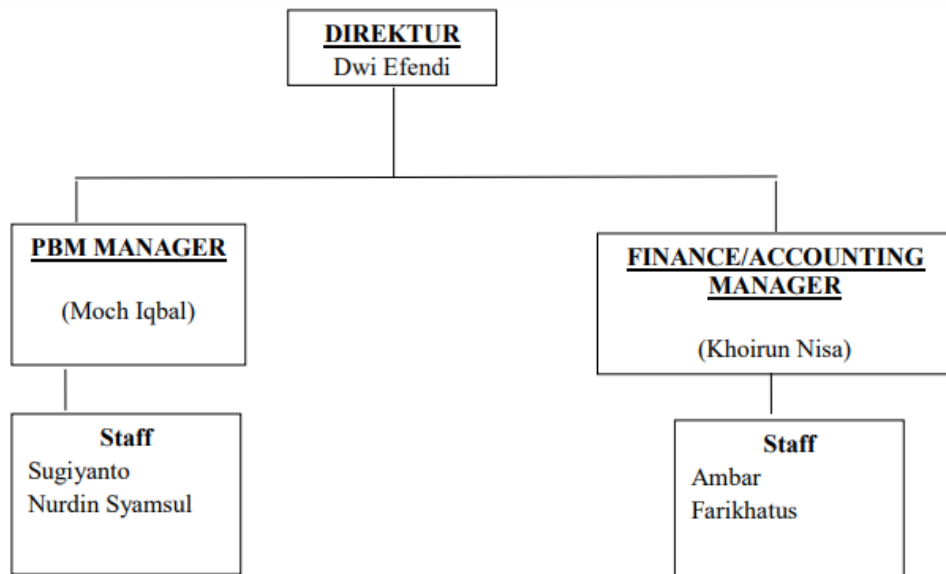 DIREKTUR
Dwi Efendi
PBM MANAGER
(Moch Iqbal)
FINANCE/ACCOUNTING
MANAGER
(Khoirun Nisa)
Staff
Sugiyanto
Nurdin Syamsul
Staff
Ambar
Farikhatus